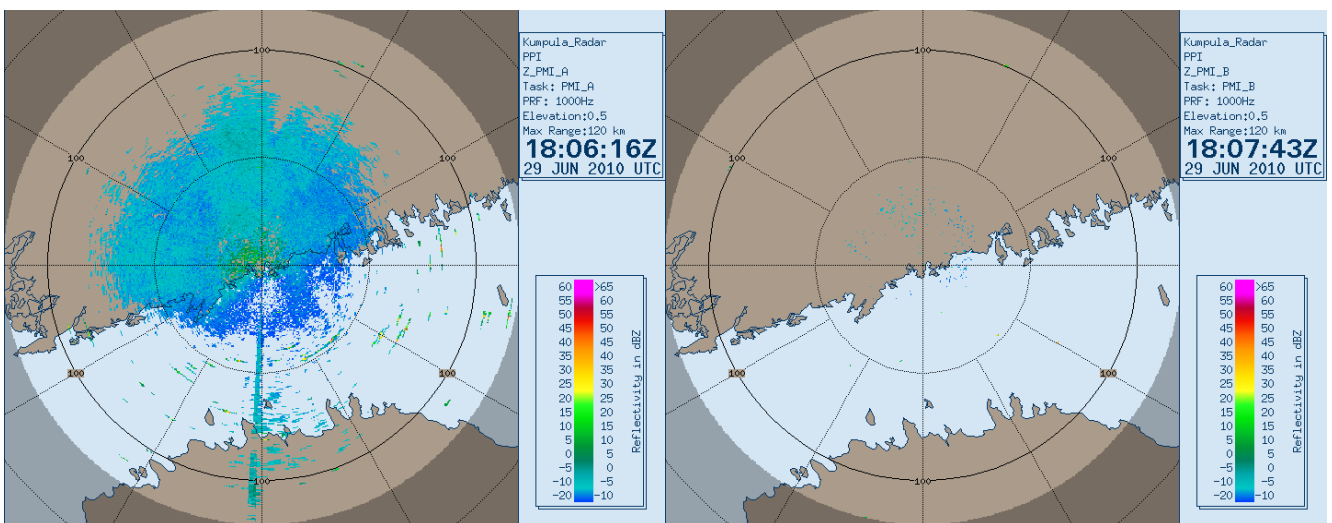 Kumpula_Radar
PPI
Z_PMI_A
Task: PMI_A
PRF: 1000Hz
Elevation:0.5
Max Range:120 km
18:06:16Z
29 JUN 2010 UTC
100
100
100
100
100
100
60 >65
55 60
50 55
45 50
40 45
35 40
30 35
25 30
20 25
15 20
10 15
5 10
0 5
-5 0
-10 -5
-20 -10
Reflectivity in dBZ
Kumpula_Radar
PPI
Z_PMI_B
Task: PMI_B
PRF: 1000Hz
Elevation:0.5
Max Range:120 km
18:07:43Z
29 JUN 2010 UTC
100
100
100
100
100
100
60 >65
55 60
50 55
45 50
40 45
35 40
30 35
25 30
20 25
15 20
10 15
5 10
0 5
-5 0
-10 -5
-20 -10
Reflectivity in dBZ